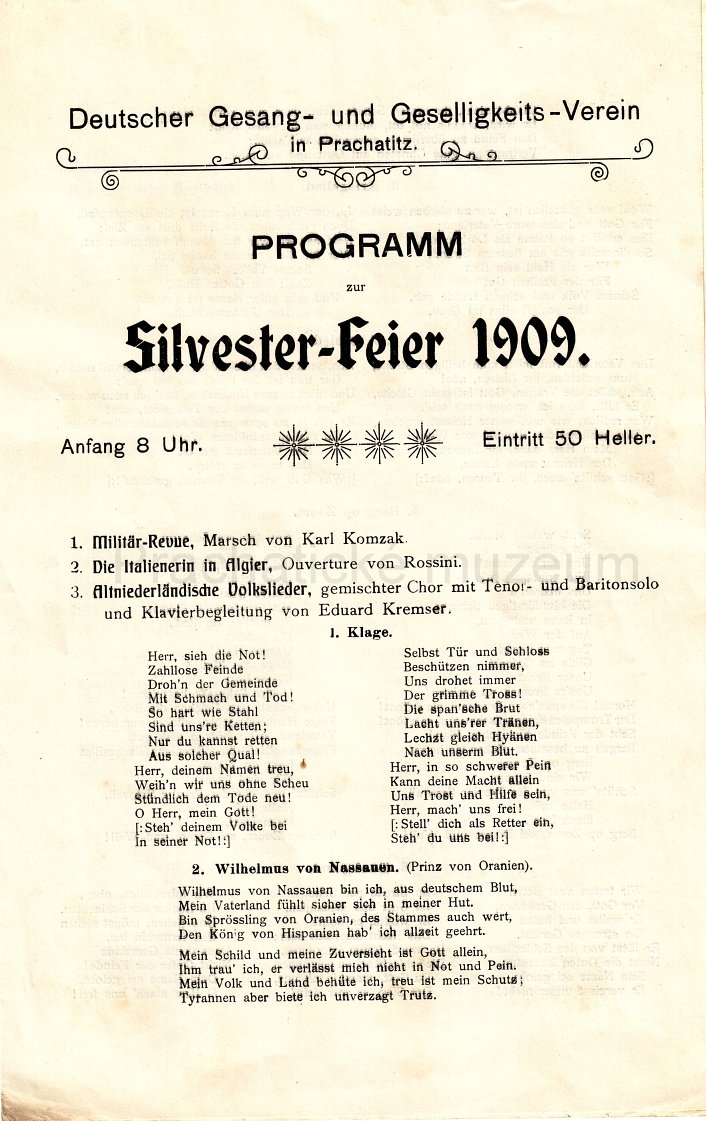 Deutscher Gesang- und Geselligkeits-Verein
in Prachatitz.
PROGRAMM
zur
Silvester-Feier 1909.
Anfang 8 Uhr.
Eintritt 50 Heller.
1. Militär-Revue, Marsch von Karl Komzak.
2. Die Italienerin in Algier, Ouverture von Rossini.
Prachatické muzeum
3. Altniederländische Volkslieder, gemischter Chor mit Tenor- und Baritonsolo
und Klavierbegleitung von Eduard Kremser.
1. Klage.
Herr, sieh die Not!
Zahllose Feinde
Droh'n der Gemeinde
Mit Schmach und Tod!
So hart wie Stahl
Sind uns're Ketten;
Nur du kannst retten
Aus solcher Qual!
Herr, deinem Namen treu,
Weih'n wir uns ohne Scheu
Stündlich dem Tode neu!
O Herr, mein Gott!
[:Steh' deinem Volke bei
In seiner Not!:]
Selbst Tür und Schloss
Beschützen nimmer,
Uns drohet immer
Der grimme Tross!
Die span'sche Brut
Lacht uns'rer Tränen,
Lechzt gleich Hyänen
Nach unserm Blut.
Herr, in so schwerer Pein
Kann deine Macht allein
Uns Trost und Hilfe sein,
Herr, mach' uns frei!
[:Stell' dich als Retter ein,
Steh' du uns bei!:]
2. Wilhelmus von Nassauen. (Prinz von Oranien).
Wilhelmus von Nassauen bin ich, aus deutschem Blut,
Mein Vaterland fühlt sicher sich in meiner Hut.
Bin Sprössling von Oranien, des Stammes auch wert,
Den König von Hispanien hab' ich allzeit geehrt.
Mein Schild und meine Zuversicht ist Gott allein,
Ihm trau' ich, er verlässt mich nicht in Not und Pein.
Mein Volk und Land behüte ich, treu ist mein Schutz;
Tyrannen aber biete ich unverzagt Trutz.